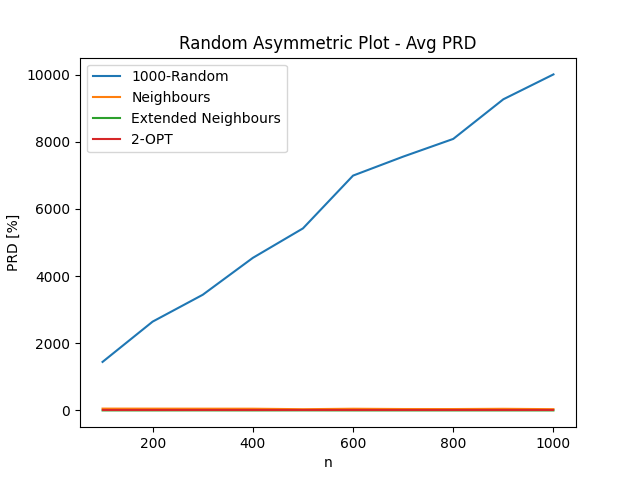 Random Asymmetric Plot - Avg PRD
1000-Random
Neighbours
Extended Neighbours
2-OPT
PRD [%]
10000
8000
6000
4000
2000
0
200 400 600 800 1000
n